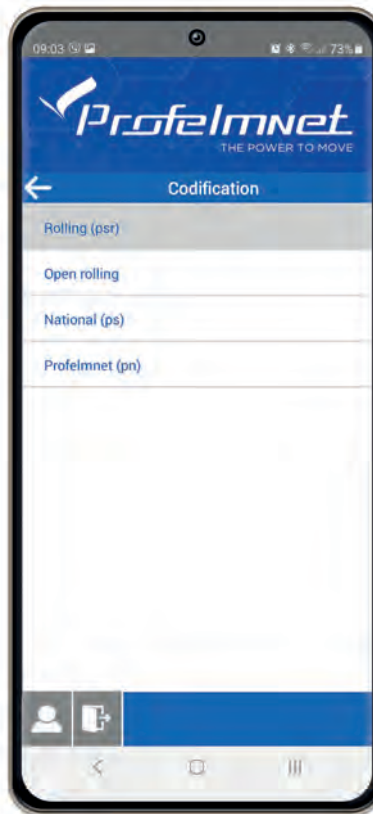 09:03
73%
Profelmnet
THE POWER TO MOVE
Codification
Rolling (psr)
Open rolling
National (ps)
Profelmnet (pn)